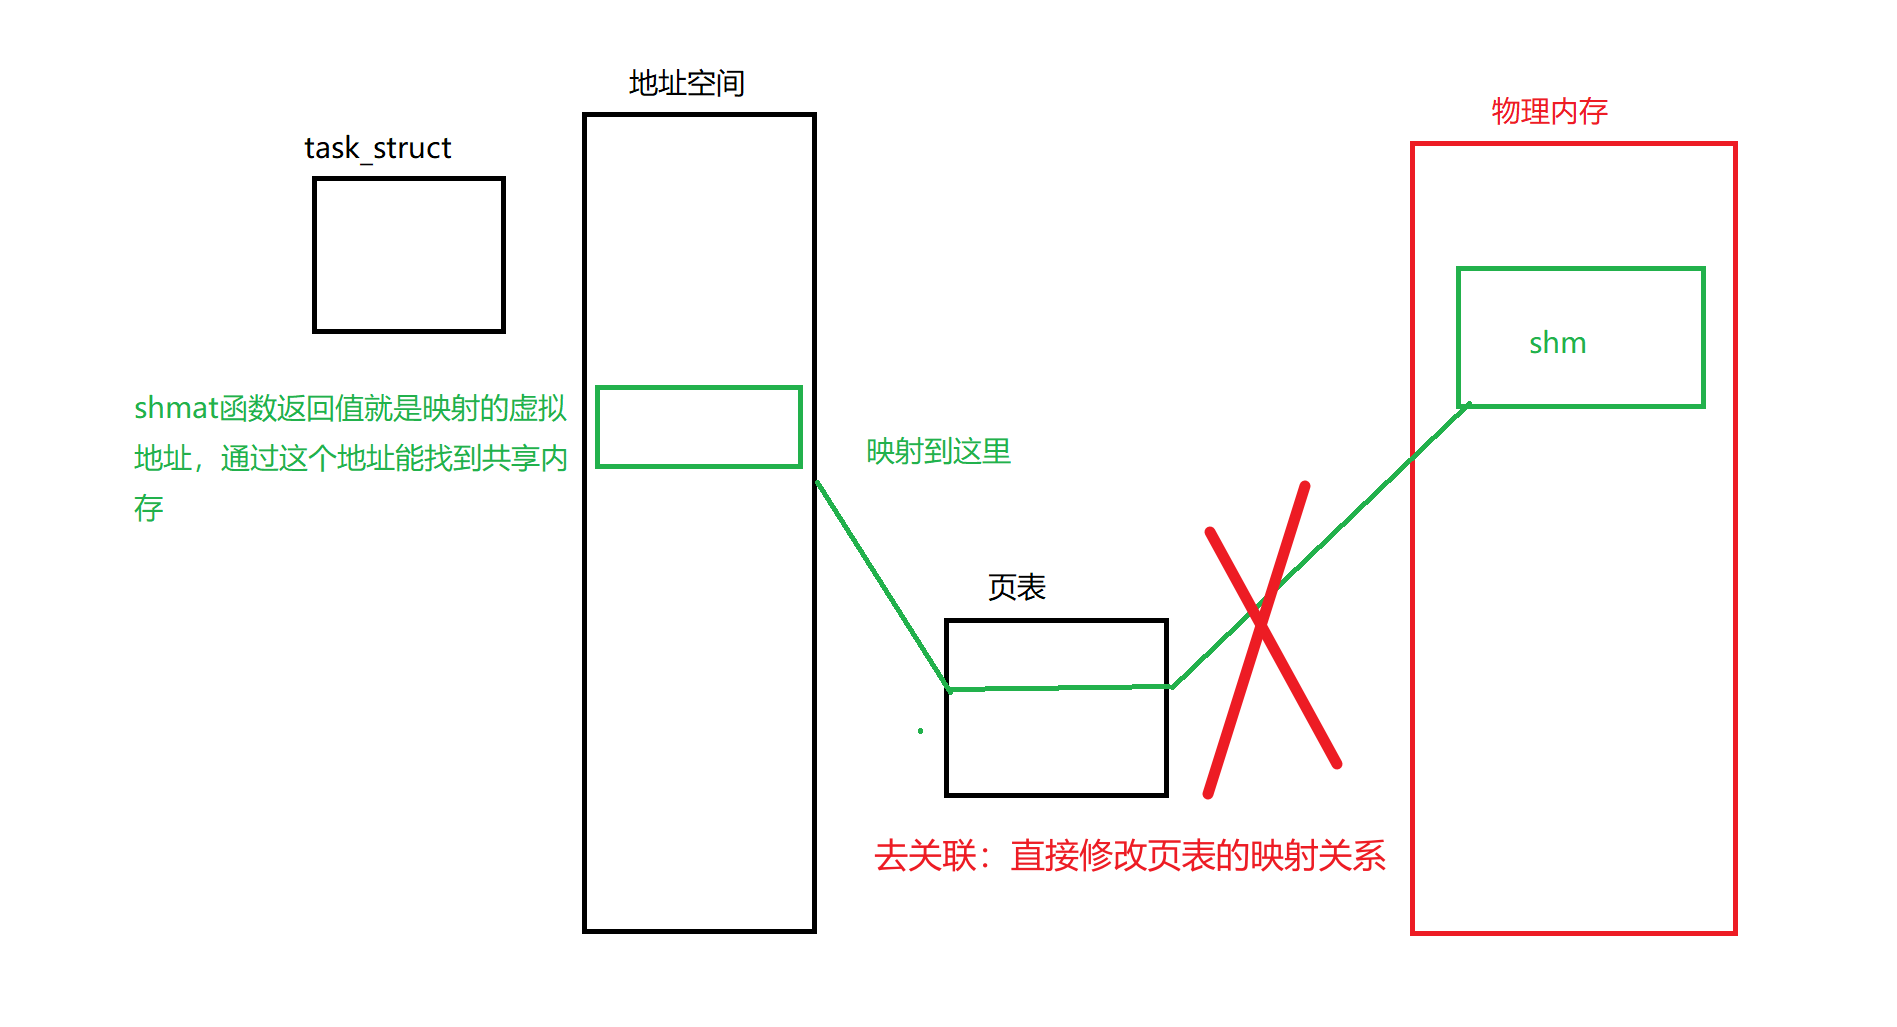 地址空间
物理内存
task_struct
shm
shmat函数返回值就是映射的虚拟
地址，通过这个地址能找到共享内
存
映射到这里
页表
去关联：直接修改页表的映射关系